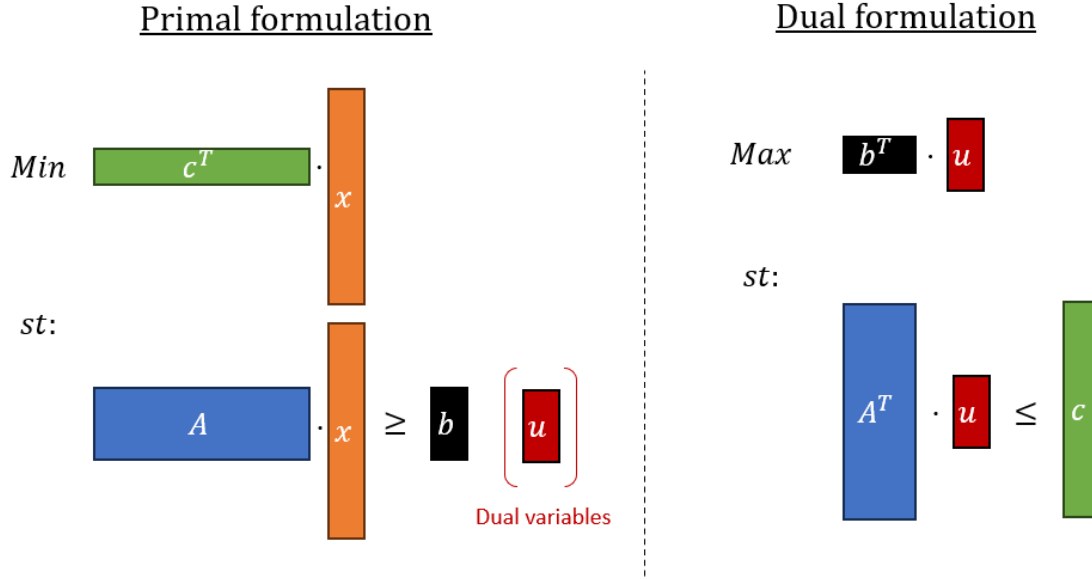 Primal formulation
Min c^T · x
st:
A · x ≥ b u
Dual variables
Dual formulation
Max b^T · u
st:
A^T · u ≤ c